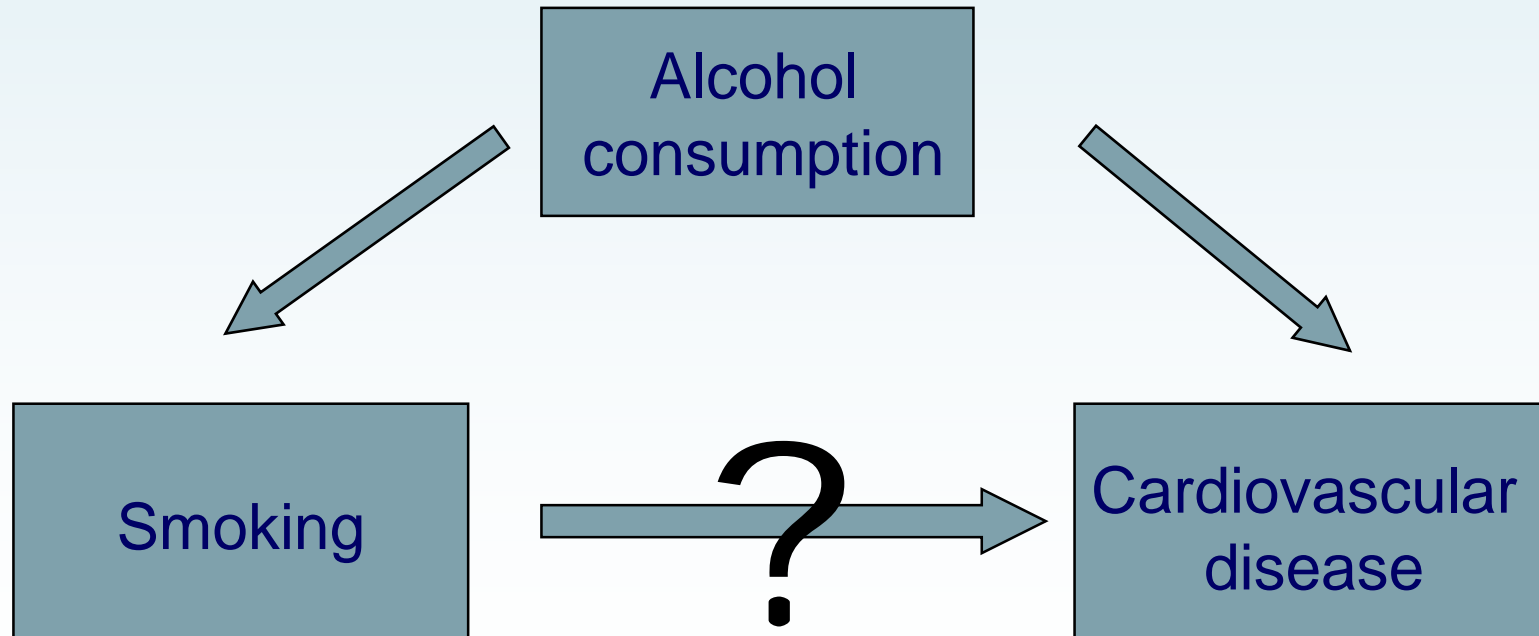 Alcohol
consumption
Smoking
?
Cardiovascular
disease